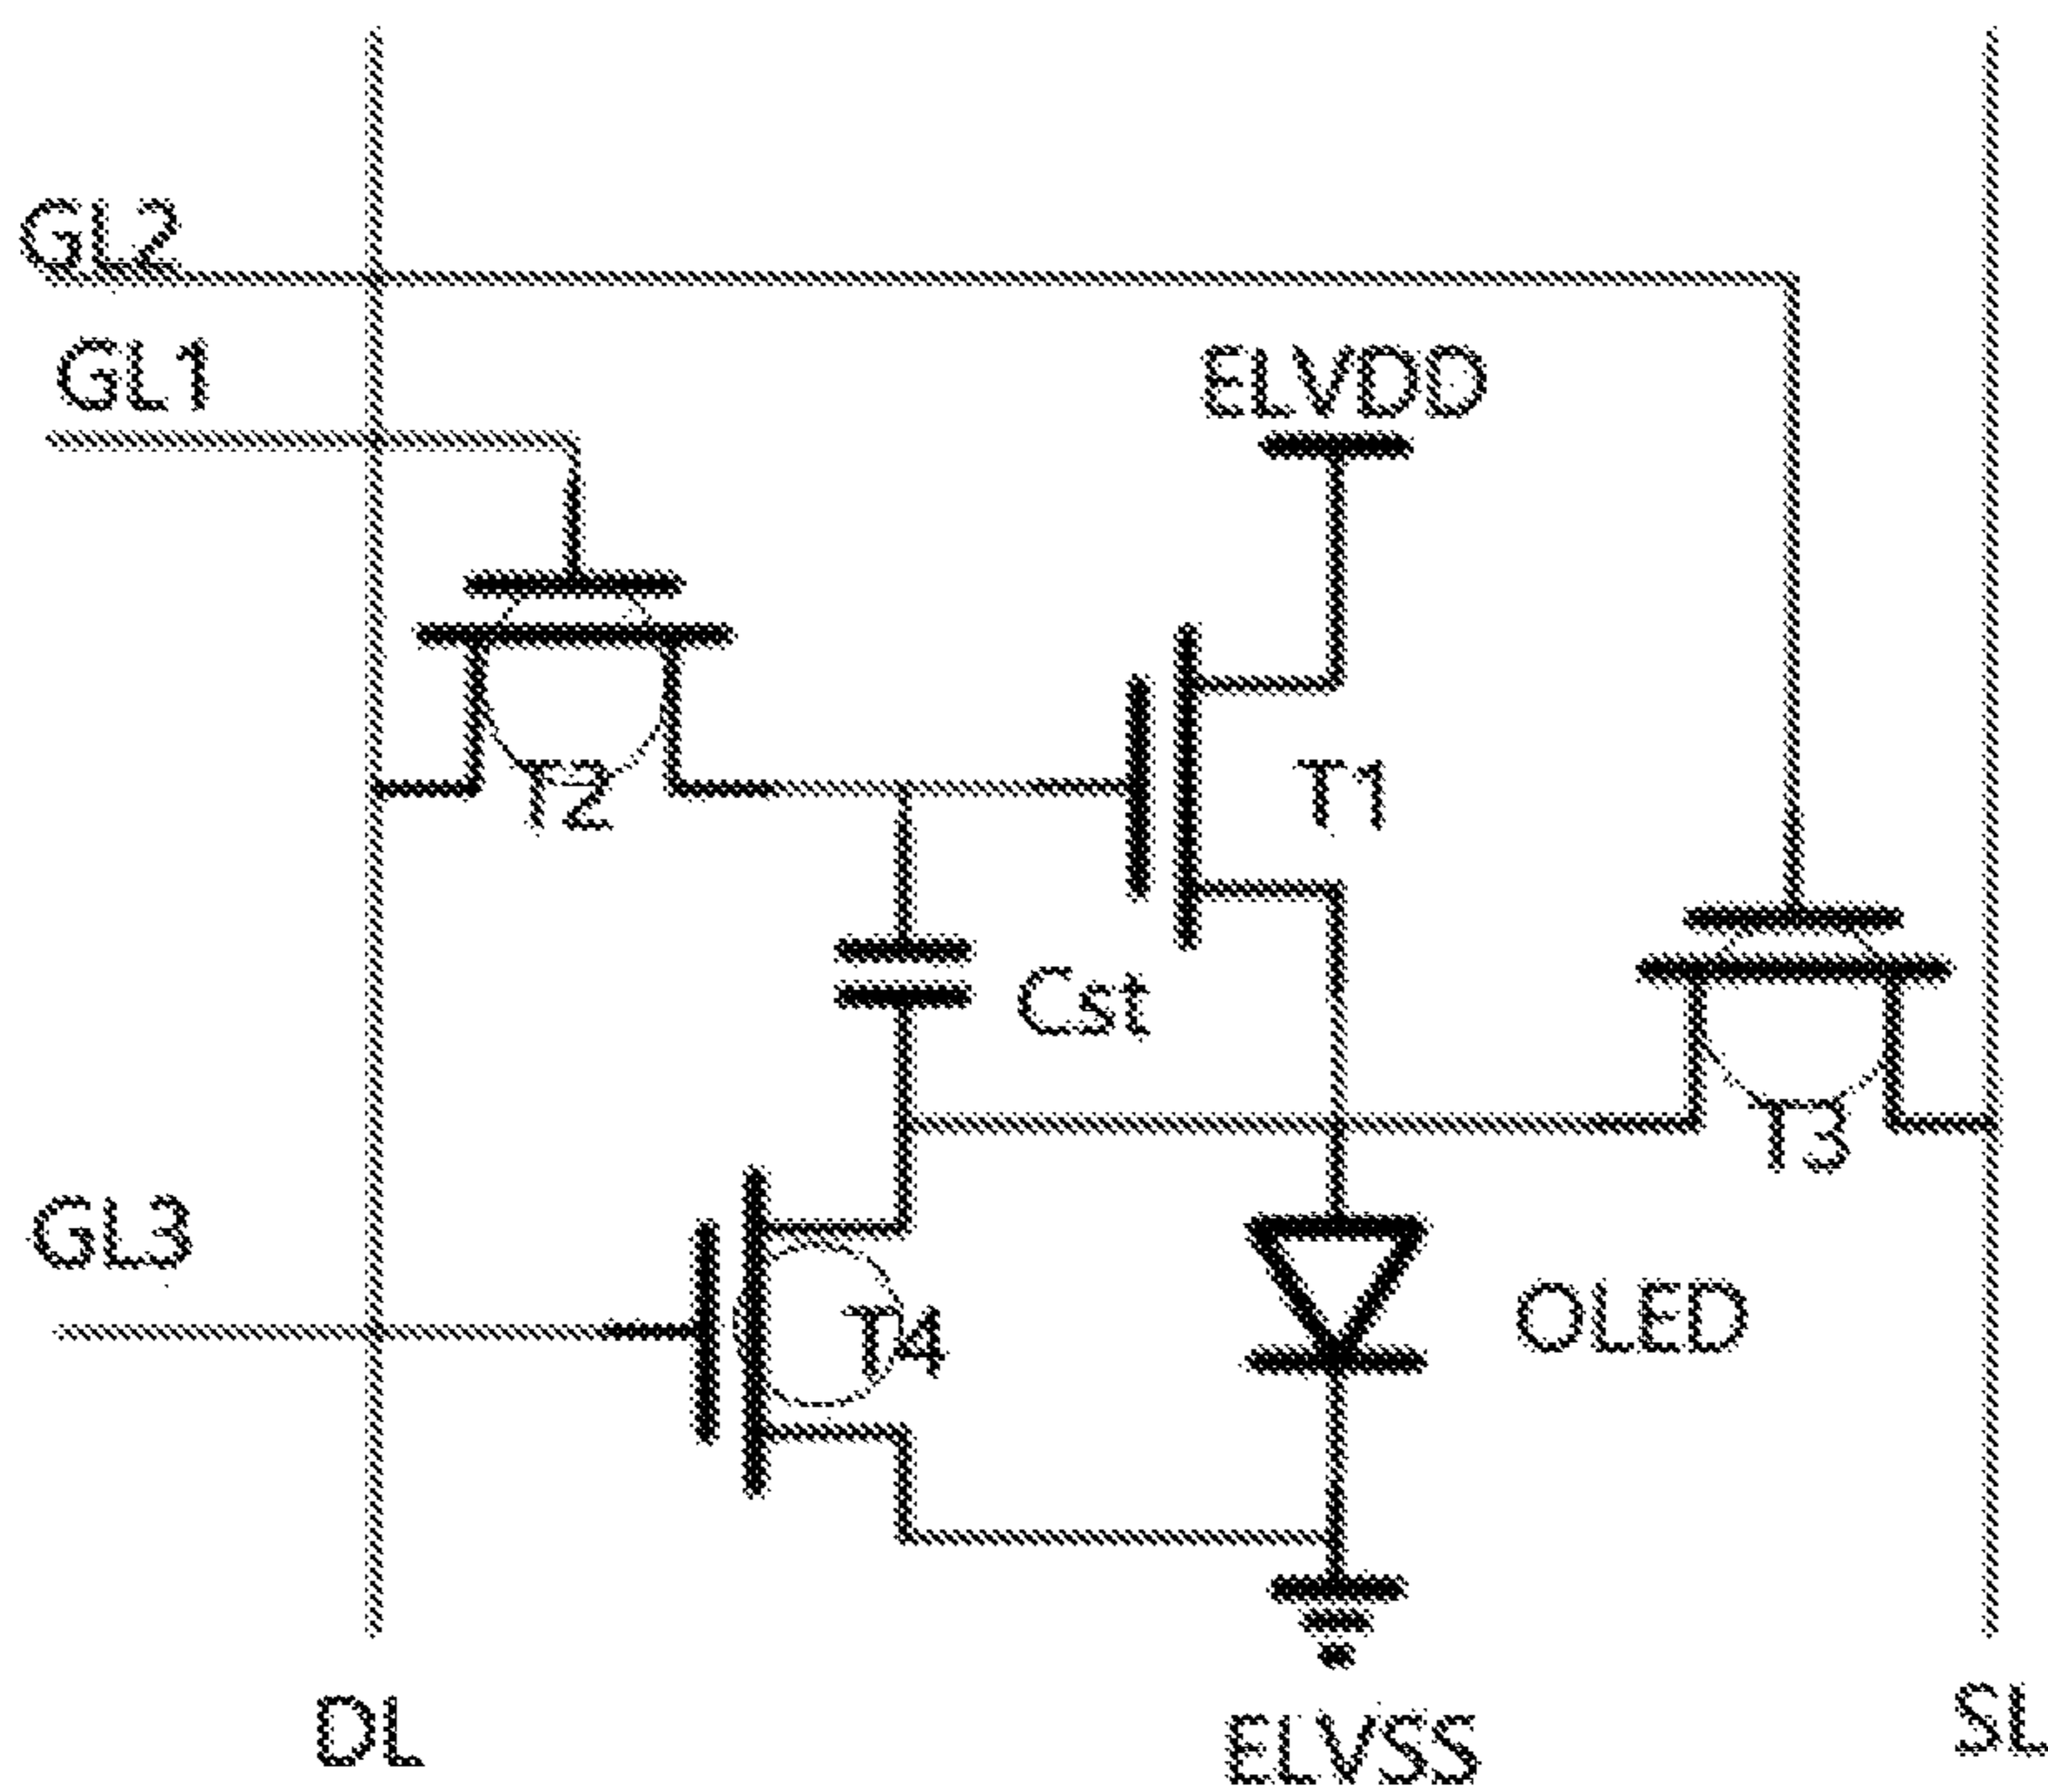 GL2
GL1
ELVDD
T2
T1
Cst
T3
GL3
T4
OLED
DL
ELVSS
SL